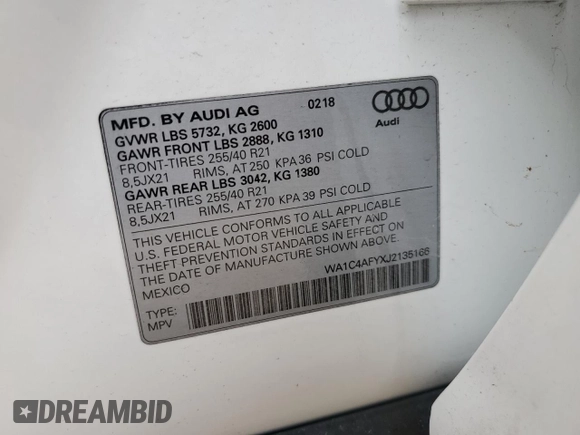 MFD. BY AUDI AG 0218
Audi
GVWR LBS 5732, KG 2600
GAWR FRONT LBS 2888, KG 1310
FRONT-TIRES 255/40 R21
8,5JX21 RIMS, AT 250 KPA 36 PSI COLD
GAWR REAR LBS 3042, KG 1380
REAR-TIRES 255/40 R21
8,5JX21 RIMS, AT 270 KPA 39 PSI COLD
THIS VEHICLE CONFORMS TO ALL APPLICABLE
U.S. FEDERAL MOTOR VEHICLE SAFETY AND
THEFT PREVENTION STANDARDS IN EFFECT ON
THE DATE OF MANUFACTURE SHOWN ABOVE
MEXICO WA1C4AFYXJ2135166
TYPE:
MPV
DREAMBID